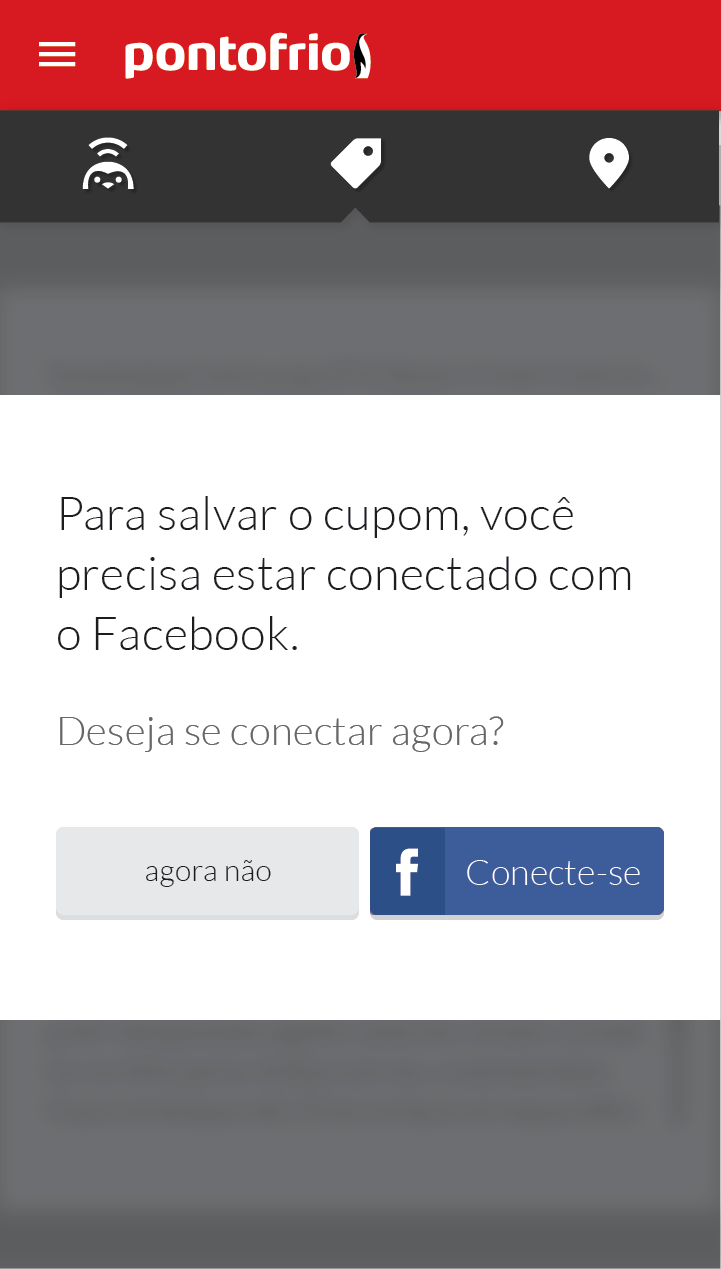 pontofrio
Para salvar o cupom, você
precisa estar conectado com
o Facebook.
Deseja se conectar agora?
agora não
f Conecte-se